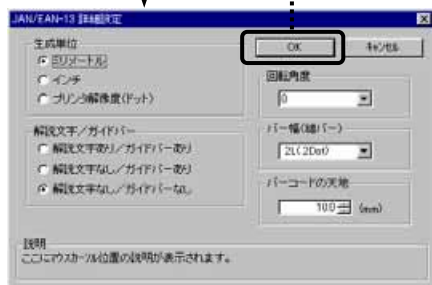 JAN/EAN-13 詳細設定
生成単位
ミリメートル
インチ
プリンタ解像度(ドット)
解説文字/ガイドバー
解説文字あり/ガイドバーあり
解説文字なし/ガイドバーあり
解説文字なし/ガイドバーなし
OK
キャンセル
回転角度
0
バー幅(細バー)
2L(2Dot)
バーコードの天地
10.0 (mm)
説明
ここにマウスカーソル位置の説明が表示されます。